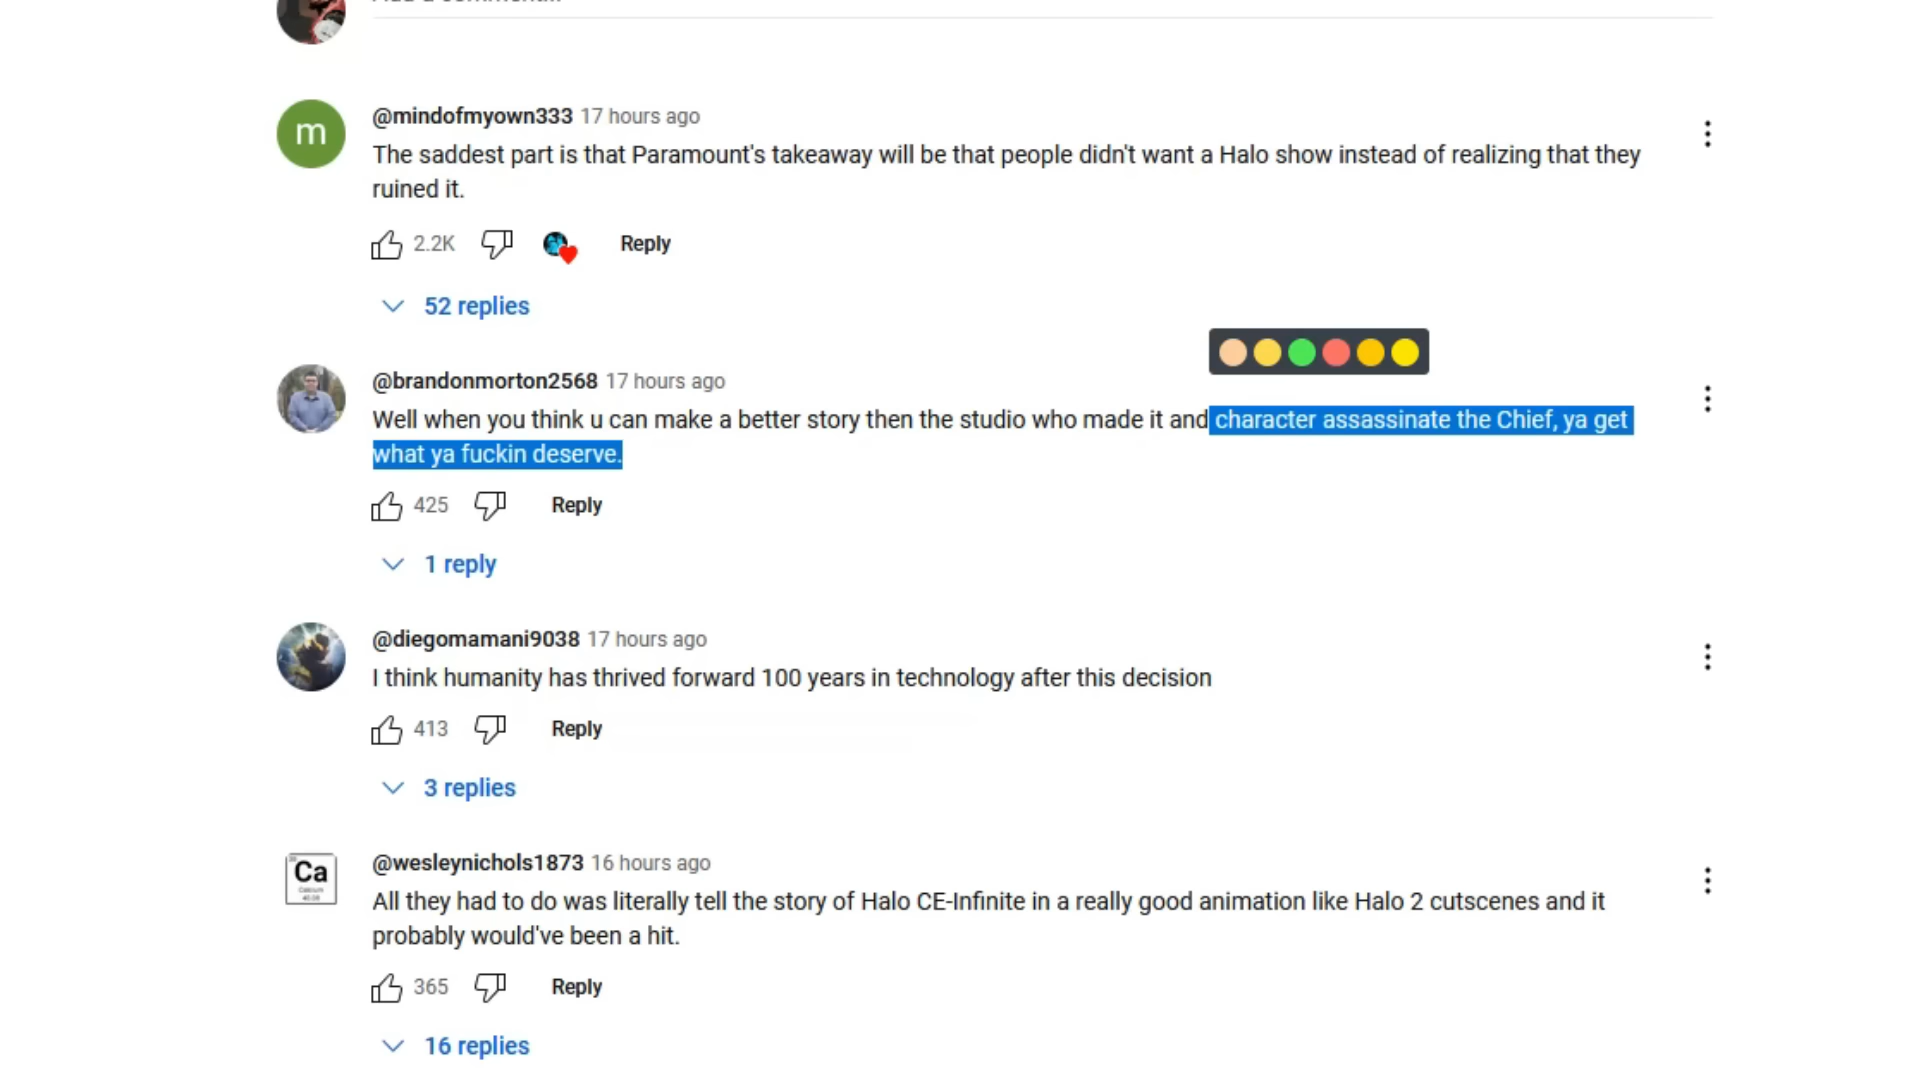 @mindofmyown333 17 hours ago
The saddest part is that Paramount's takeaway will be that people didn't want a Halo show instead of realizing that they
ruined it.
2.2K Reply
52 replies
@brandonmorton2568 17 hours ago
Well when you think u can make a better story then the studio who made it and character assassinate the Chief, ya get
what ya fuckin deserve.
425 Reply
1 reply
@diegomamani9038 17 hours ago
I think humanity has thrived forward 100 years in technology after this decision
413 Reply
3 replies
Ca
@wesleynichols1873 16 hours ago
All they had to do was literally tell the story of Halo CE-Infinite in a really good animation like Halo 2 cutscenes and it
probably would've been a hit.
365 Reply
16 replies
m